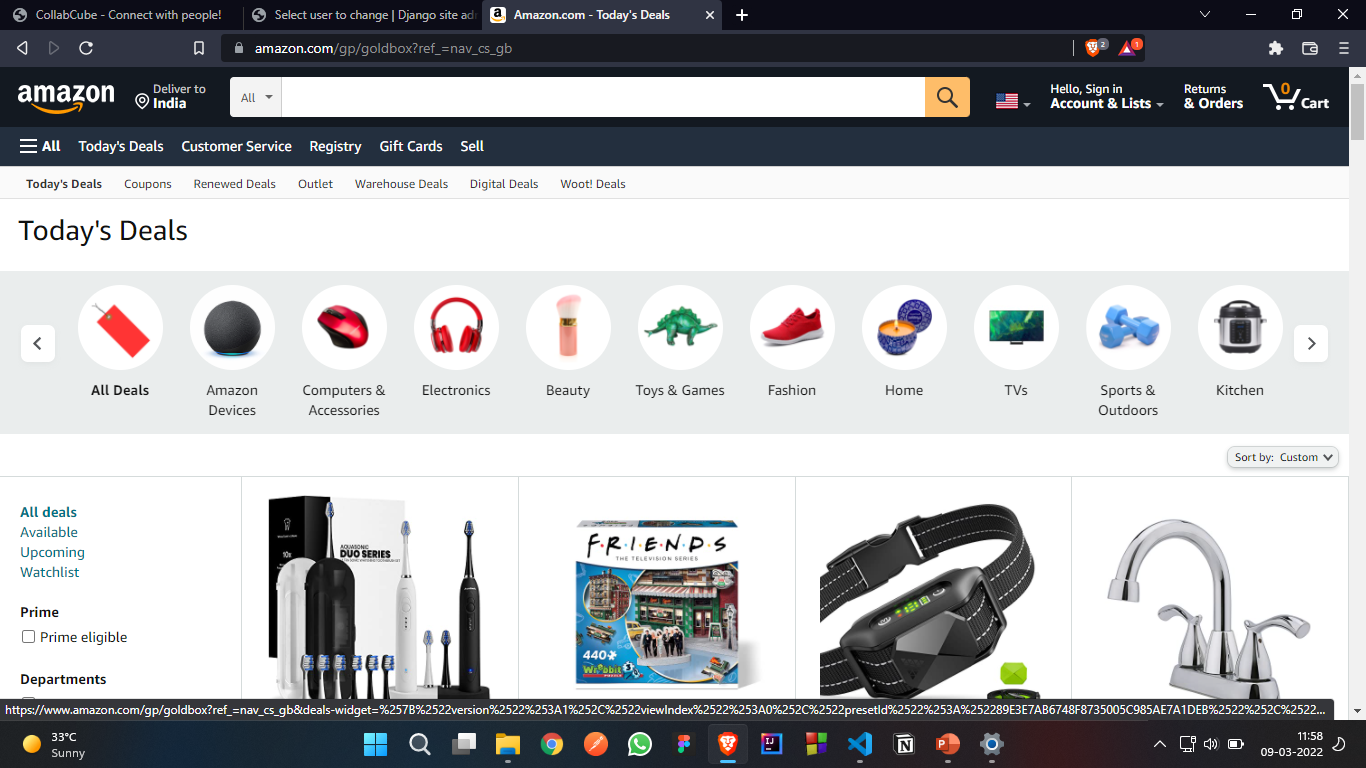 CollabCube - Connect with people!
Select user to change | Django site ad
Amazon.com - Today's Deals
amazon.com/gp/goldbox?ref_=nav_cs_gb
2
1
amazon
Deliver to
India
All
Hello, Sign in
Account & Lists
Returns
& Orders
0
Cart
All
Today's Deals
Customer Service
Registry
Gift Cards
Sell
Today's Deals
Coupons
Renewed Deals
Outlet
Warehouse Deals
Digital Deals
Woot! Deals
Today's Deals
All Deals
Amazon
Devices
Computers &
Accessories
Electronics
Beauty
Toys & Games
Fashion
Home
TVs
Sports &
Outdoors
Kitchen
Sort by: Custom
All deals
Available
Upcoming
Watchlist
Prime
Prime eligible
Departments
AQUASONIC
DUO SERIES
F·R·I·E·N·D·S
THE TELEVISION SERIES
440
Wrebbit
https://www.amazon.com/gp/goldbox?ref_=nav_cs_gb&deals-widget=%257B%2522version%2522%253A1%252C%2522viewIndex%2522%253A0%252C%2522presetId%2522%253A%252289E3E7AB6748F8735005C985AE7A1DEB%2522%252C%2522...
33°C
Sunny
11:58
09-03-2022